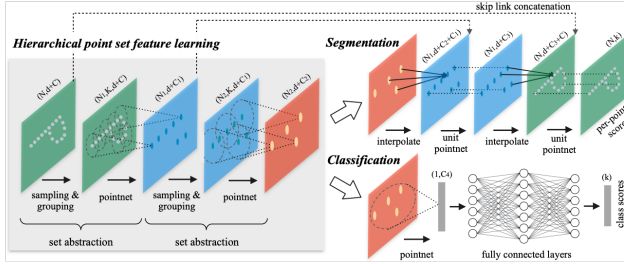 skip link concatenation
Hierarchical point set feature learning
Segmentation
(N,d+C)
(N1,K,d+C)
(N1,d+C1)
(N2,K,d+C1)
(N2,d+C2)
(N1,d+C2+C1)
(N1,d+C3)
(N,d+C3+C)
(N,k)
interpolate
unit
pointnet
interpolate
unit
pointnet
per-point
scores
sampling &
grouping
pointnet
sampling &
grouping
pointnet
set abstraction
set abstraction
Classification
(1,C4)
(k)
class scores
pointnet
fully connected layers